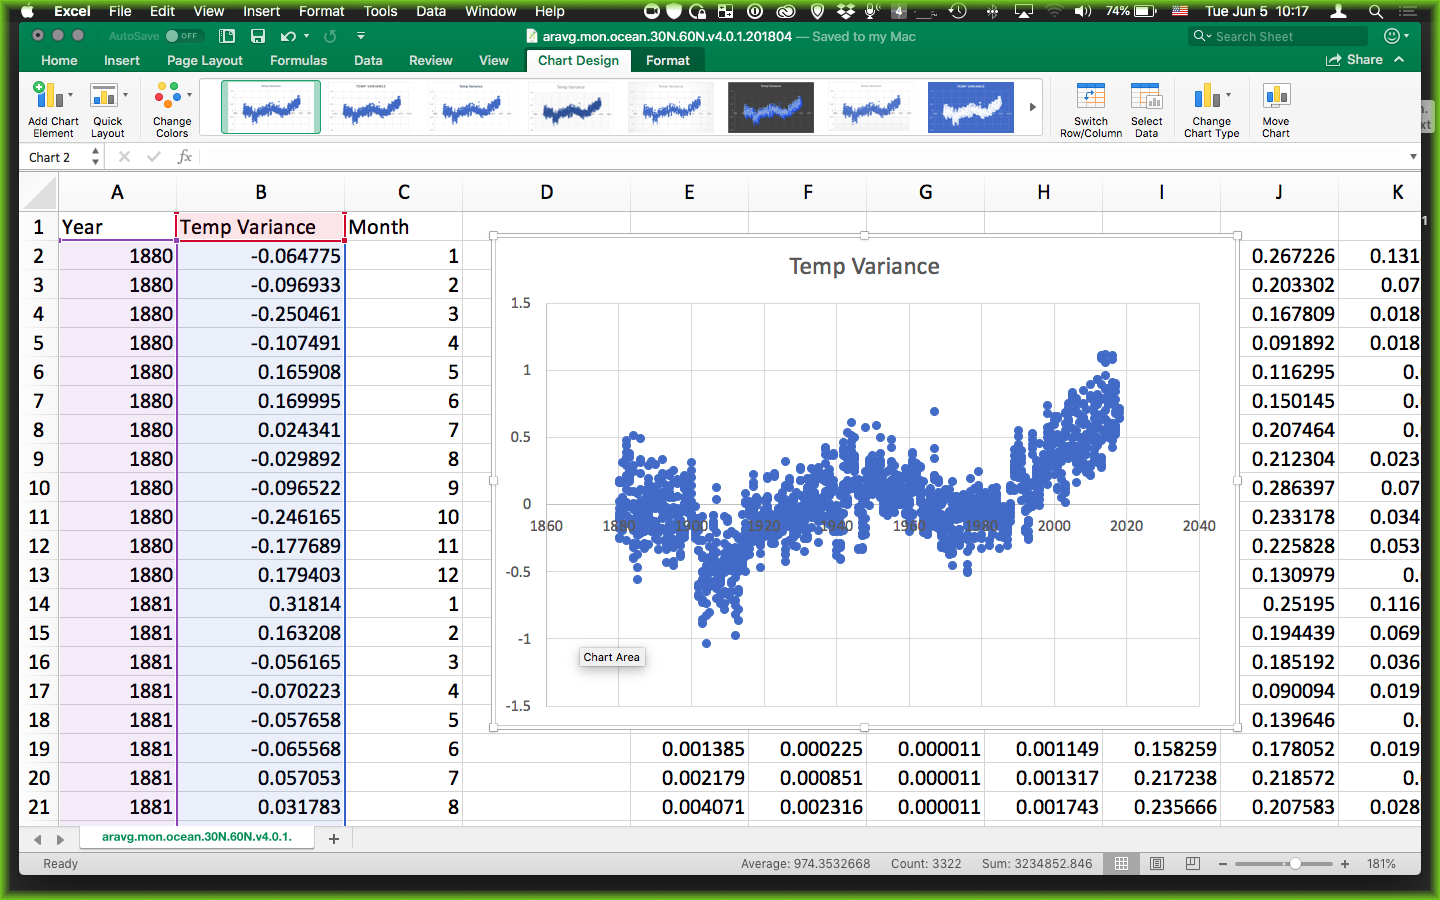 Excel File Edit View Insert Format Tools Data Window Help 4 74% Tue Jun 5 10:17
AutoSave OFF aravg.mon.ocean.30N.60N.v4.0.1.201804 — Saved to my Mac Search Sheet
Home Insert Page Layout Formulas Data Review View Chart Design Format Share
Add Chart Element
Quick Layout
Change Colors
Switch Row/Column
Select Data
Change Chart Type
Move Chart
Chart 2 fx
A B C D E F G H I J K
1 Year Temp Variance Month
2 1880 -0.064775 1 0.267226 0.131
3 1880 -0.096933 2 0.203302 0.07
4 1880 -0.250461 3 0.167809 0.018
5 1880 -0.107491 4 0.091892 0.018
6 1880 0.165908 5 0.116295 0.
7 1880 0.169995 6 0.150145 0.
8 1880 0.024341 7 0.207464 0.
9 1880 -0.029892 8 0.212304 0.023
10 1880 -0.096522 9 0.286397 0.07
11 1880 -0.246165 10 0.233178 0.034
12 1880 -0.177689 11 0.225828 0.053
13 1880 0.179403 12 0.130979 0.
14 1881 0.31814 1 0.25195 0.116
15 1881 0.163208 2 0.194439 0.069
16 1881 -0.056165 3 0.185192 0.036
17 1881 -0.070223 4 0.090094 0.019
18 1881 -0.057658 5 0.139646 0.
19 1881 -0.065568 6 0.001385 0.000225 0.000011 0.001149 0.158259 0.178052 0.019
20 1881 0.057053 7 0.002179 0.000851 0.000011 0.001317 0.217238 0.218572 0.
21 1881 0.031783 8 0.004071 0.002316 0.000011 0.001743 0.235666 0.207583 0.028
Temp Variance
1.5
1
0.5
0
1860 1880 1900 1920 1940 1960 1980 2000 2020 2040
-0.5
-1
Chart Area
-1.5
aravg.mon.ocean.30N.60N.v4.0.1. +
Ready Average: 974.3532668 Count: 3322 Sum: 3234852.846 − + 181%